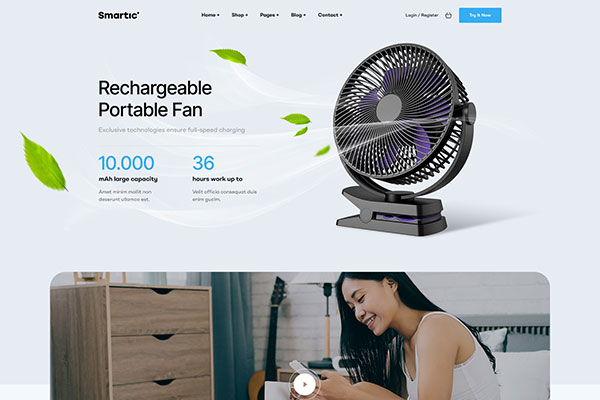 Smartic
Home Shop Pages Blog Contact Login / Register Try It Now
Rechargeable
Portable Fan
Exclusive technologies ensure full-speed charging
10.000
mAh large capacity
Amet minim mollit non
deserunt ullamco est.
36
hours work up to
Velit officia consequat duis
enim gusim.